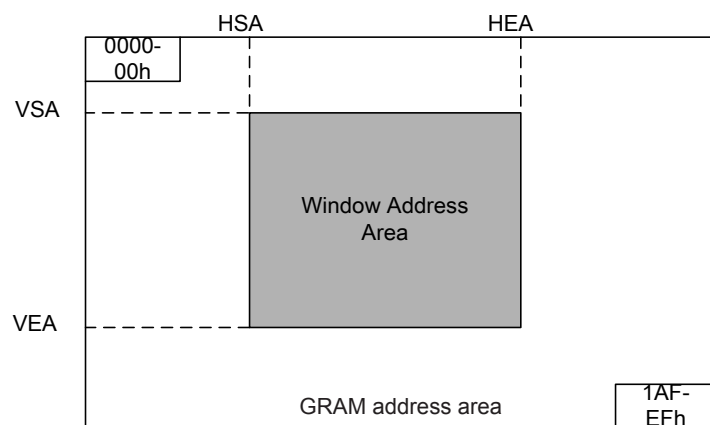 HSA
HEA
0000-
00h
VSA
Window Address
Area
VEA
1AF-
EFh
GRAM address area